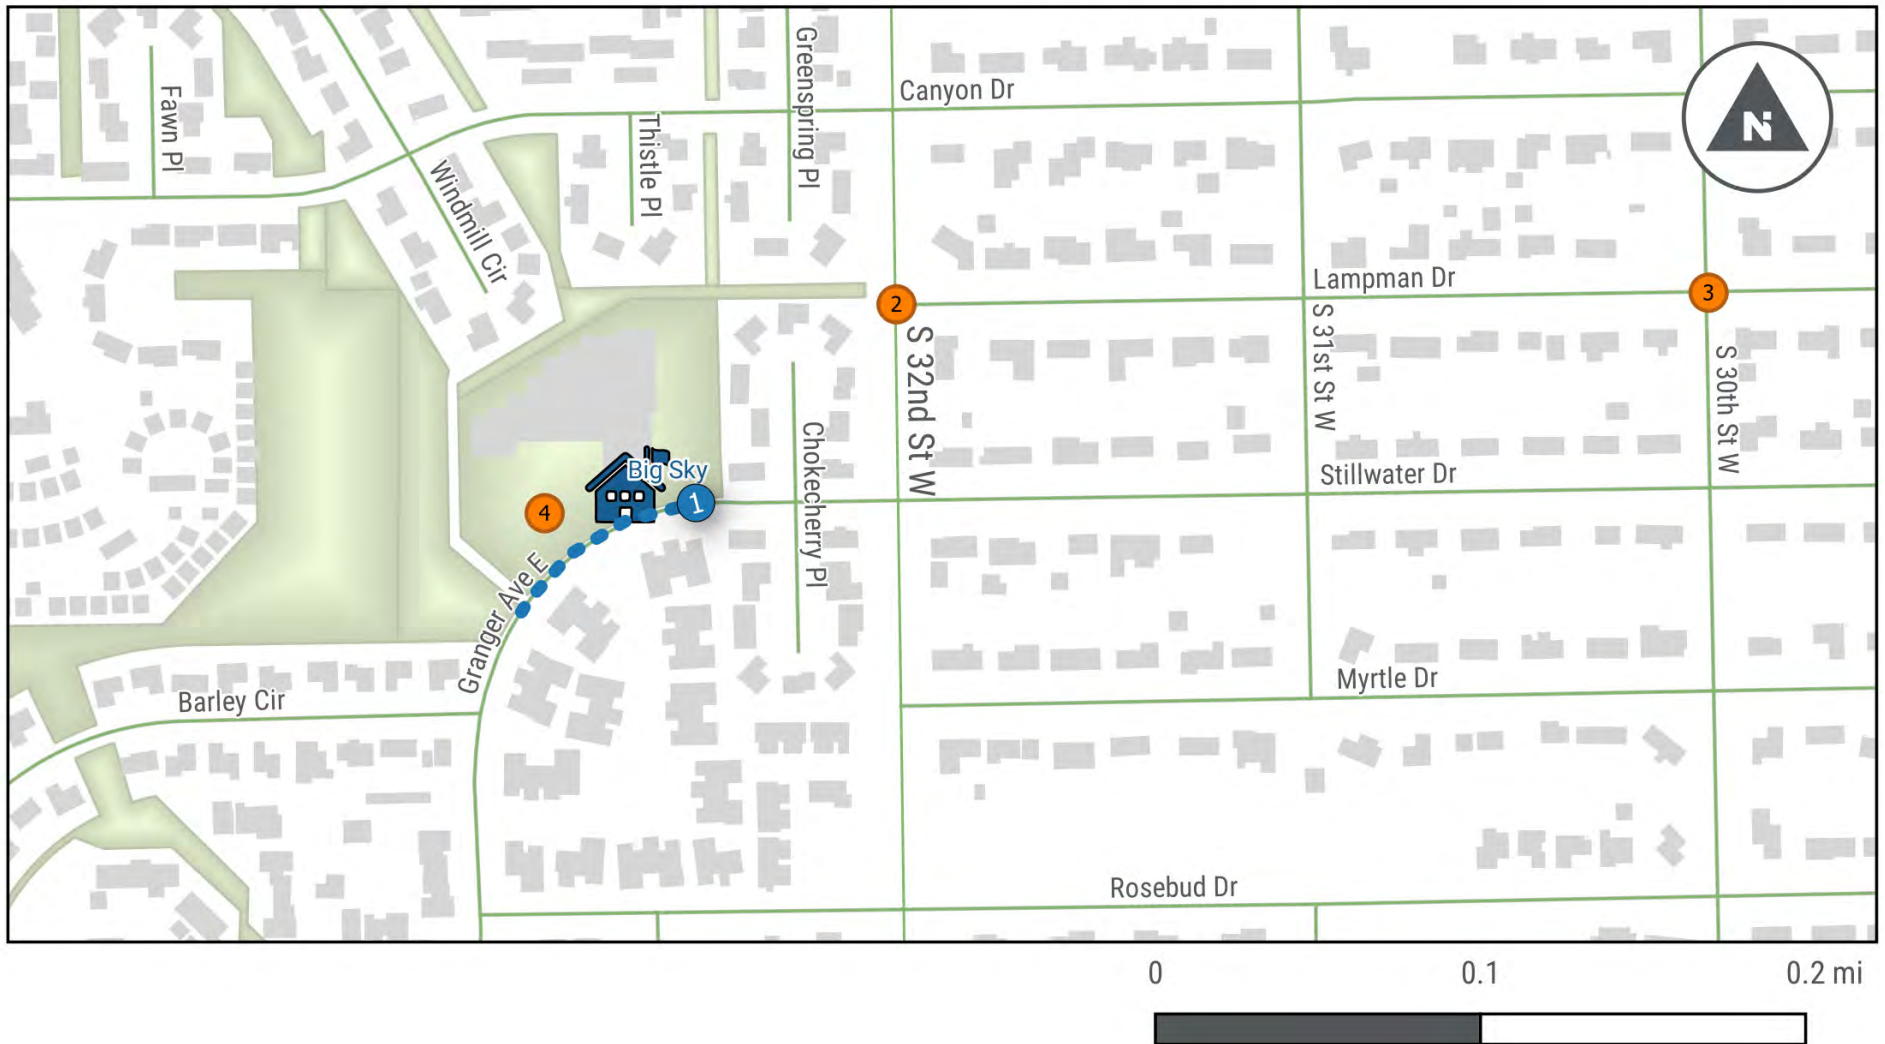 Canyon Dr
Greenspring Pl
Fawn Pl
Thistle Pl
N
Windmill Cir
Lampman Dr
2
3
S 32nd St W
S 31st St W
S 30th St W
Chokecherry Pl
Big Sky
Stillwater Dr
1
4
Granger Ave E
Myrtle Dr
Barley Cir
Rosebud Dr
0 0.1 0.2 mi